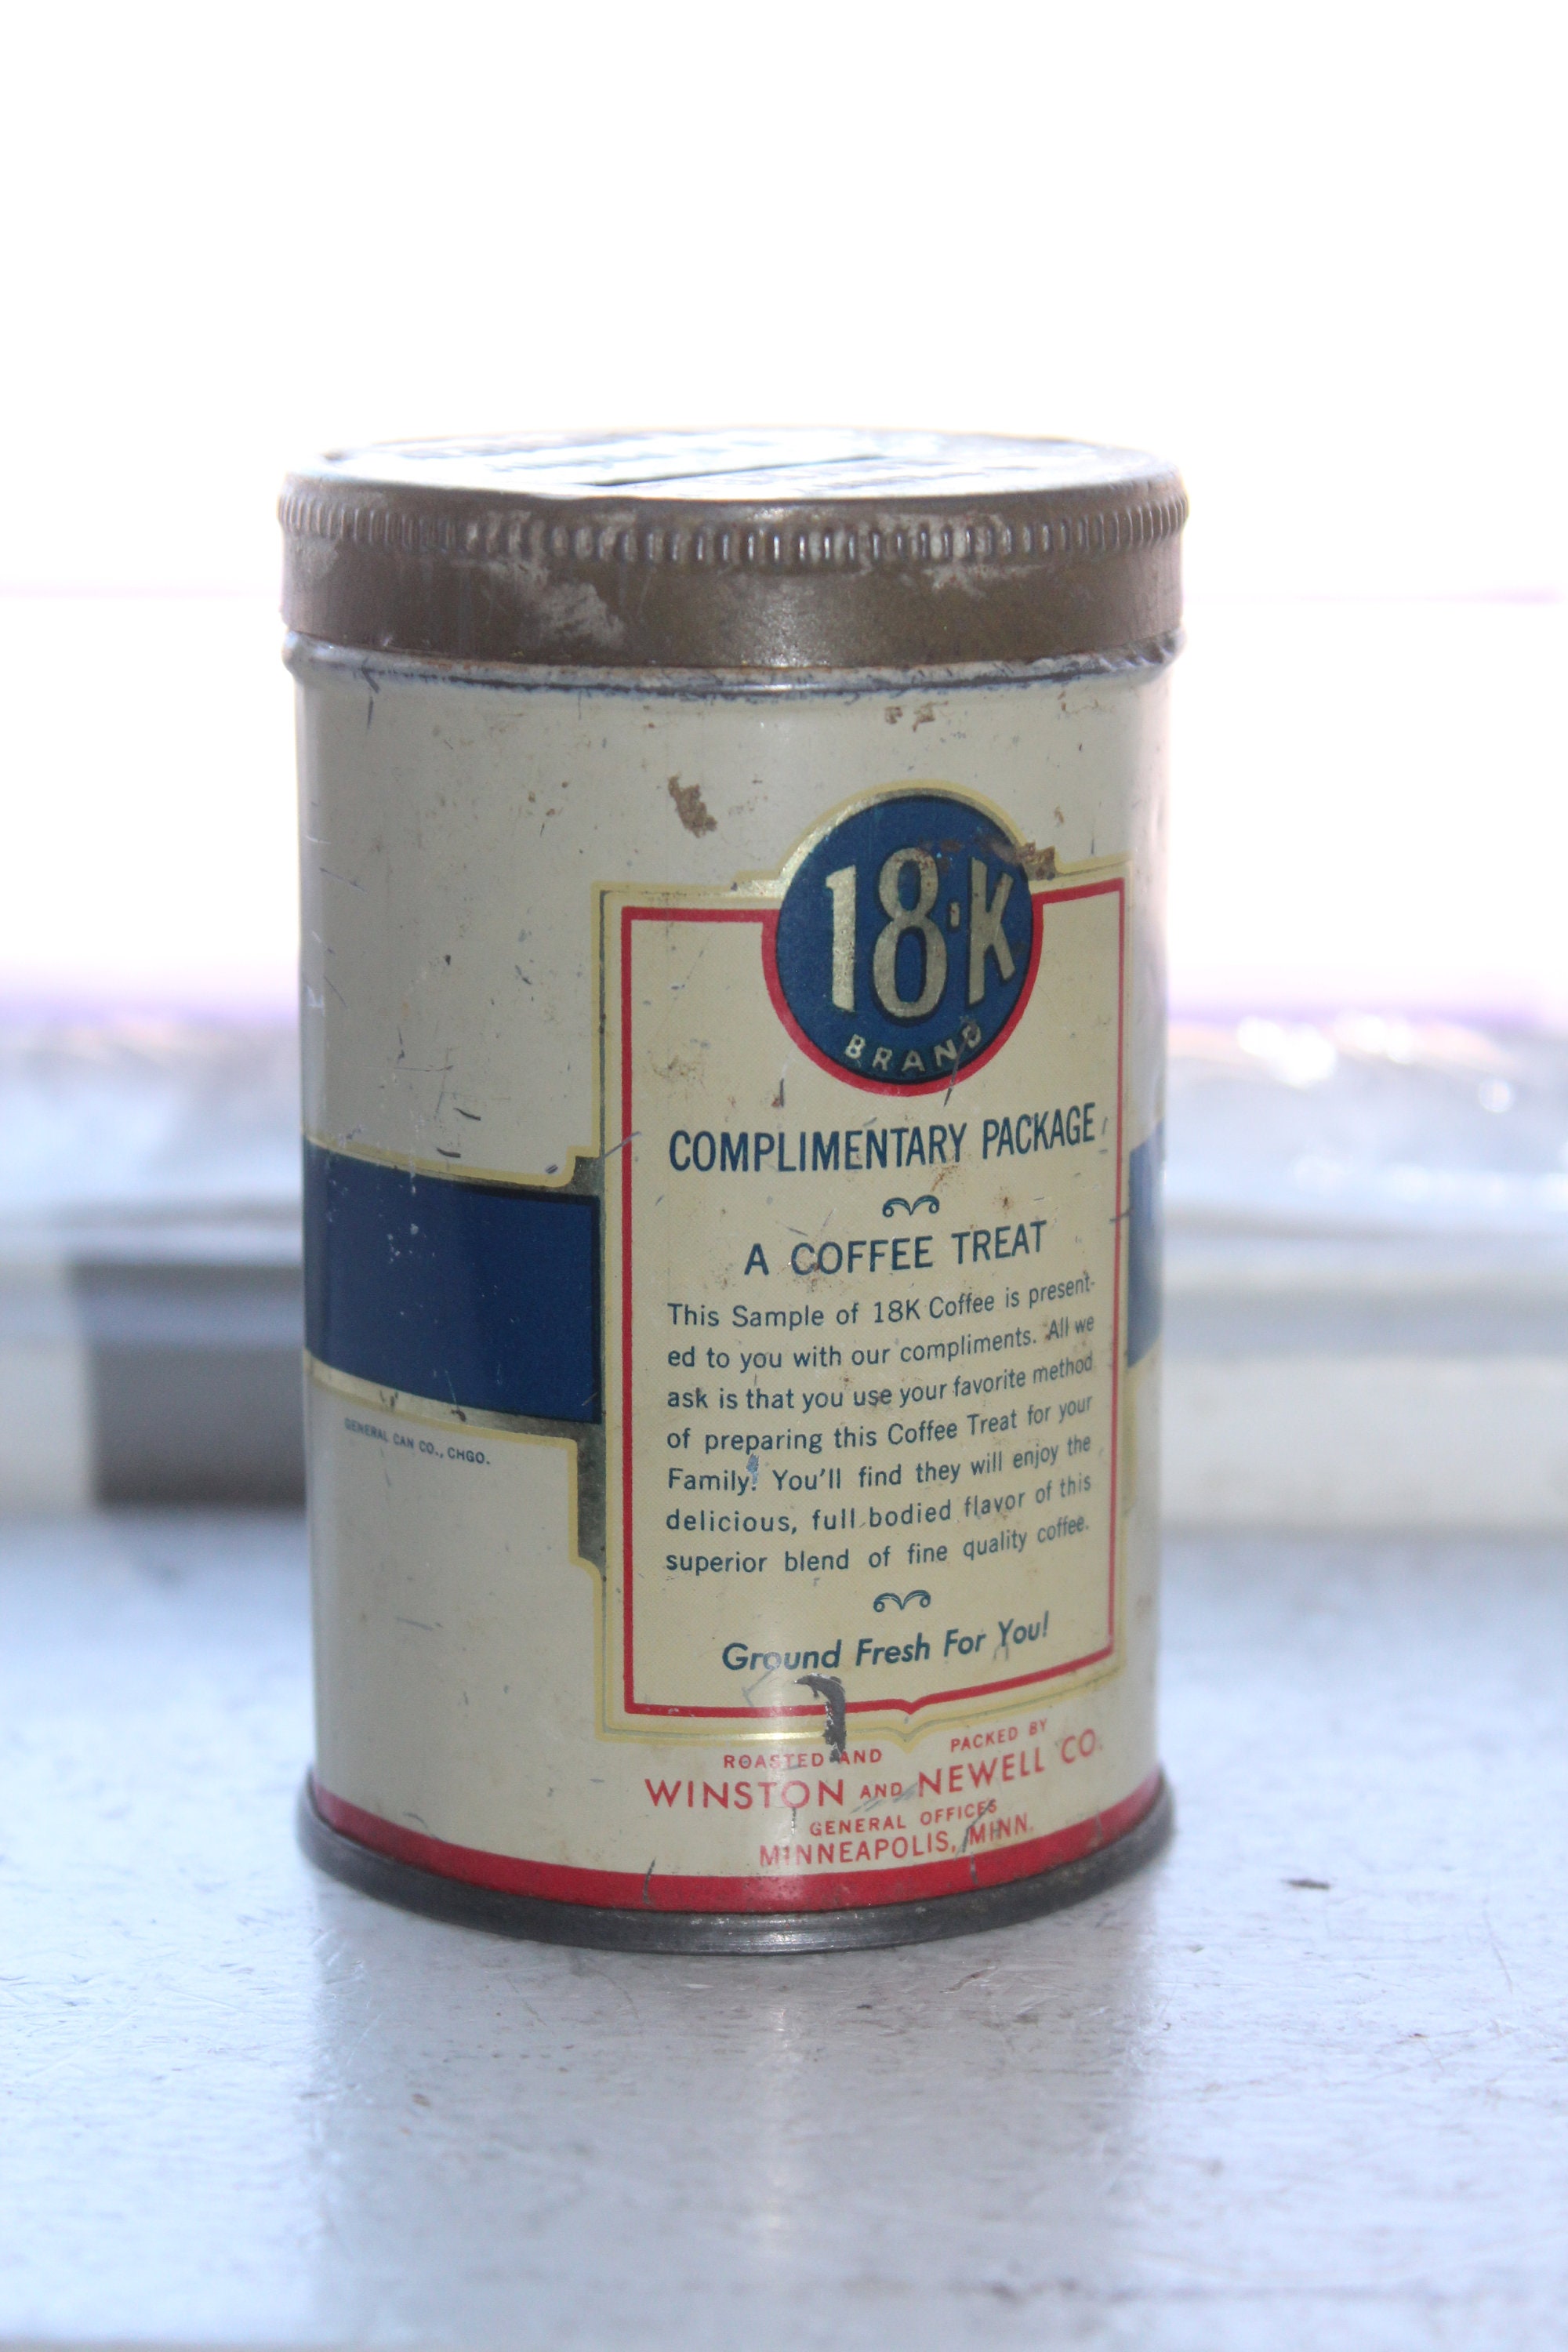 18·K
BRAND
COMPLIMENTARY PACKAGE
A COFFEE TREAT
This Sample of 18K Coffee is present-
ed to you with our compliments. All we
ask is that you use your favorite method
of preparing this Coffee Treat for your
Family! You'll find they will enjoy the
delicious, full bodied flavor of this
superior blend of fine quality coffee.
Ground Fresh For You!
ROASTED AND PACKED BY
WINSTON AND NEWELL CO.
GENERAL OFFICES
MINNEAPOLIS, MINN.
GENERAL CAN CO., CHGO.